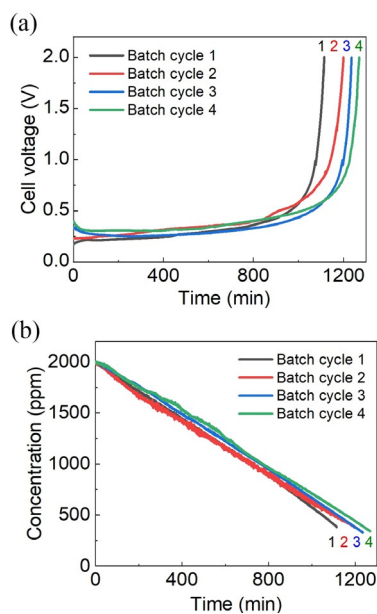 (a)
1 2 3 4
Batch cycle 1
Batch cycle 2
Batch cycle 3
Batch cycle 4
2.0
1.5
1.0
0.5
0.0
Cell voltage (V)
0 400 800 1200
Time (min)
(b)
2000
1500
1000
500
0
Concentration (ppm)
Batch cycle 1
Batch cycle 2
Batch cycle 3
Batch cycle 4
1 2 3 4
0 400 800 1200
Time (min)